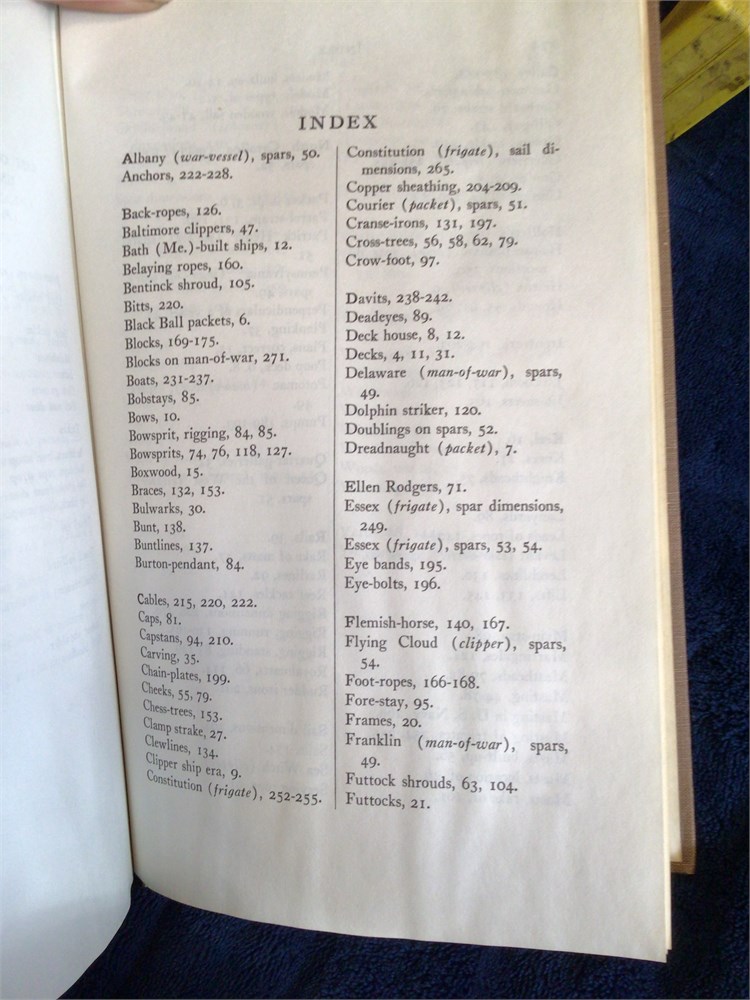 INDEX
Albany (war-vessel), spars, 50.
Anchors, 222-228.
Back-ropes, 126.
Baltimore clippers, 47.
Bath (Me.)-built ships, 12.
Belaying ropes, 160.
Bentinck shroud, 105.
Bitts, 220.
Black Ball packets, 6.
Blocks, 169-175.
Blocks on man-of-war, 271.
Boats, 231-237.
Bobstays, 85.
Bows, 10.
Bowsprit, rigging, 84, 85.
Bowsprits, 74, 76, 118, 127.
Boxwood, 15.
Braces, 132, 153.
Bulwarks, 30.
Bunt, 138.
Buntlines, 137.
Burton-pendant, 84.
Cables, 215, 220, 222.
Caps, 81.
Capstans, 94, 210.
Carving, 35.
Chain-plates, 199.
Cheeks, 55, 79.
Chess-trees, 153.
Clamp strake, 27.
Clewlines, 134.
Clipper ship era, 9.
Constitution (frigate), 252-255.
Constitution (frigate), sail di-
mensions, 265.
Copper sheathing, 204-209.
Courier (packet), spars, 51.
Cranse-irons, 131, 197.
Cross-trees, 56, 58, 62, 79.
Crow-foot, 97.
Davits, 238-242.
Deadeyes, 89.
Deck house, 8, 12.
Decks, 4, 11, 31.
Delaware (man-of-war), spars,
49.
Dolphin striker, 120.
Doublings on spars, 52.
Dreadnaught (packet), 7.
Ellen Rodgers, 71.
Essex (frigate), spar dimensions,
249.
Essex (frigate), spars, 53, 54.
Eye bands, 195.
Eye-bolts, 196.
Flemish-horse, 140, 167.
Flying Cloud (clipper), spars,
54.
Foot-ropes, 166-168.
Fore-stay, 95.
Frames, 20.
Franklin (man-of-war), spars,
49.
Futtock shrouds, 63, 104.
Futtocks, 21.